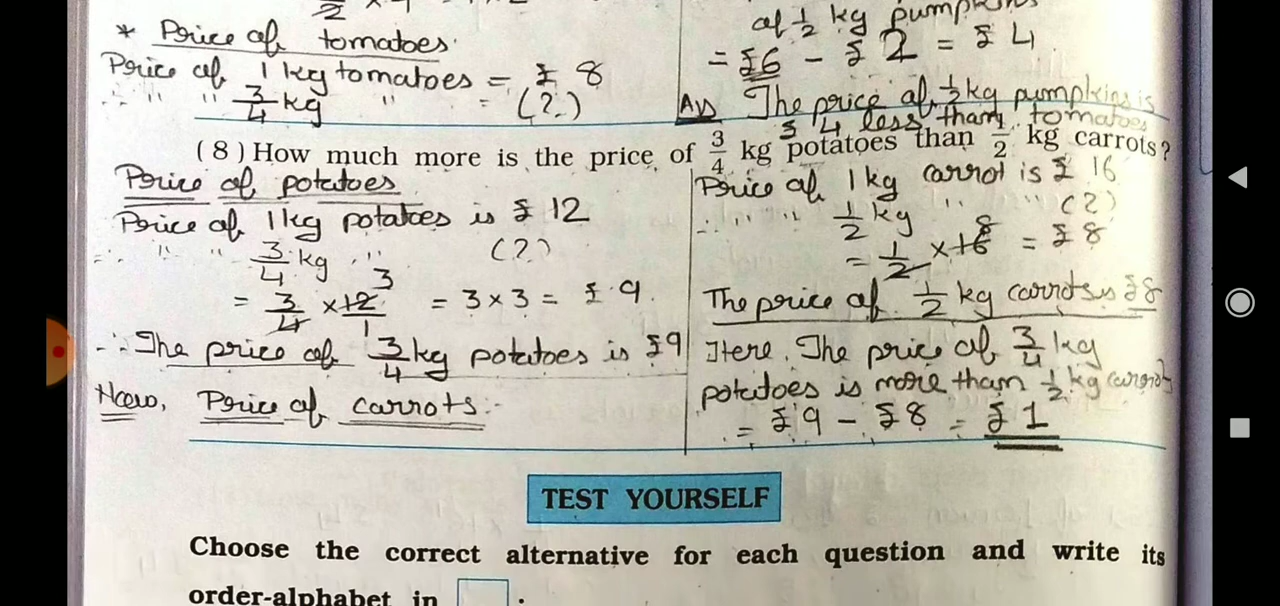 * Price of tomatoes.
Price of 1 kg tomatoes = ₹ 8
∴ " " 3/4 kg " = (?)
of 1/2 kg pumpkins
= ₹6 - ₹ 2 = ₹ 4
Ans The price of 1/2 kg pumpkins is
₹ 4 less than tomatoes
(8) How much more is the price of 3/4 kg potatoes than 1/2 kg carrots?
Price of potatoes
Price of 1 kg potatoes is ₹ 12
∴ " " 3/4 kg " (?)
= 3/4 × 12/1 3 = 3 × 3 = ₹ 9.
∴ The price of 3/4 kg potatoes is ₹9
Now, Price of carrots:-
Price of 1 kg carrot is ₹ 16
∴ " " 1/2 kg " " (?)
= 1/2 × 16 8 = ₹ 8
The price of 1/2 kg carrots is ₹8
Here, The price of 3/4 kg
potatoes is more than 1/2 kg carrots
= ₹ 9 - ₹ 8 = ₹ 1
TEST YOURSELF
Choose the correct alternative for each question and write its
order-alphabet in .